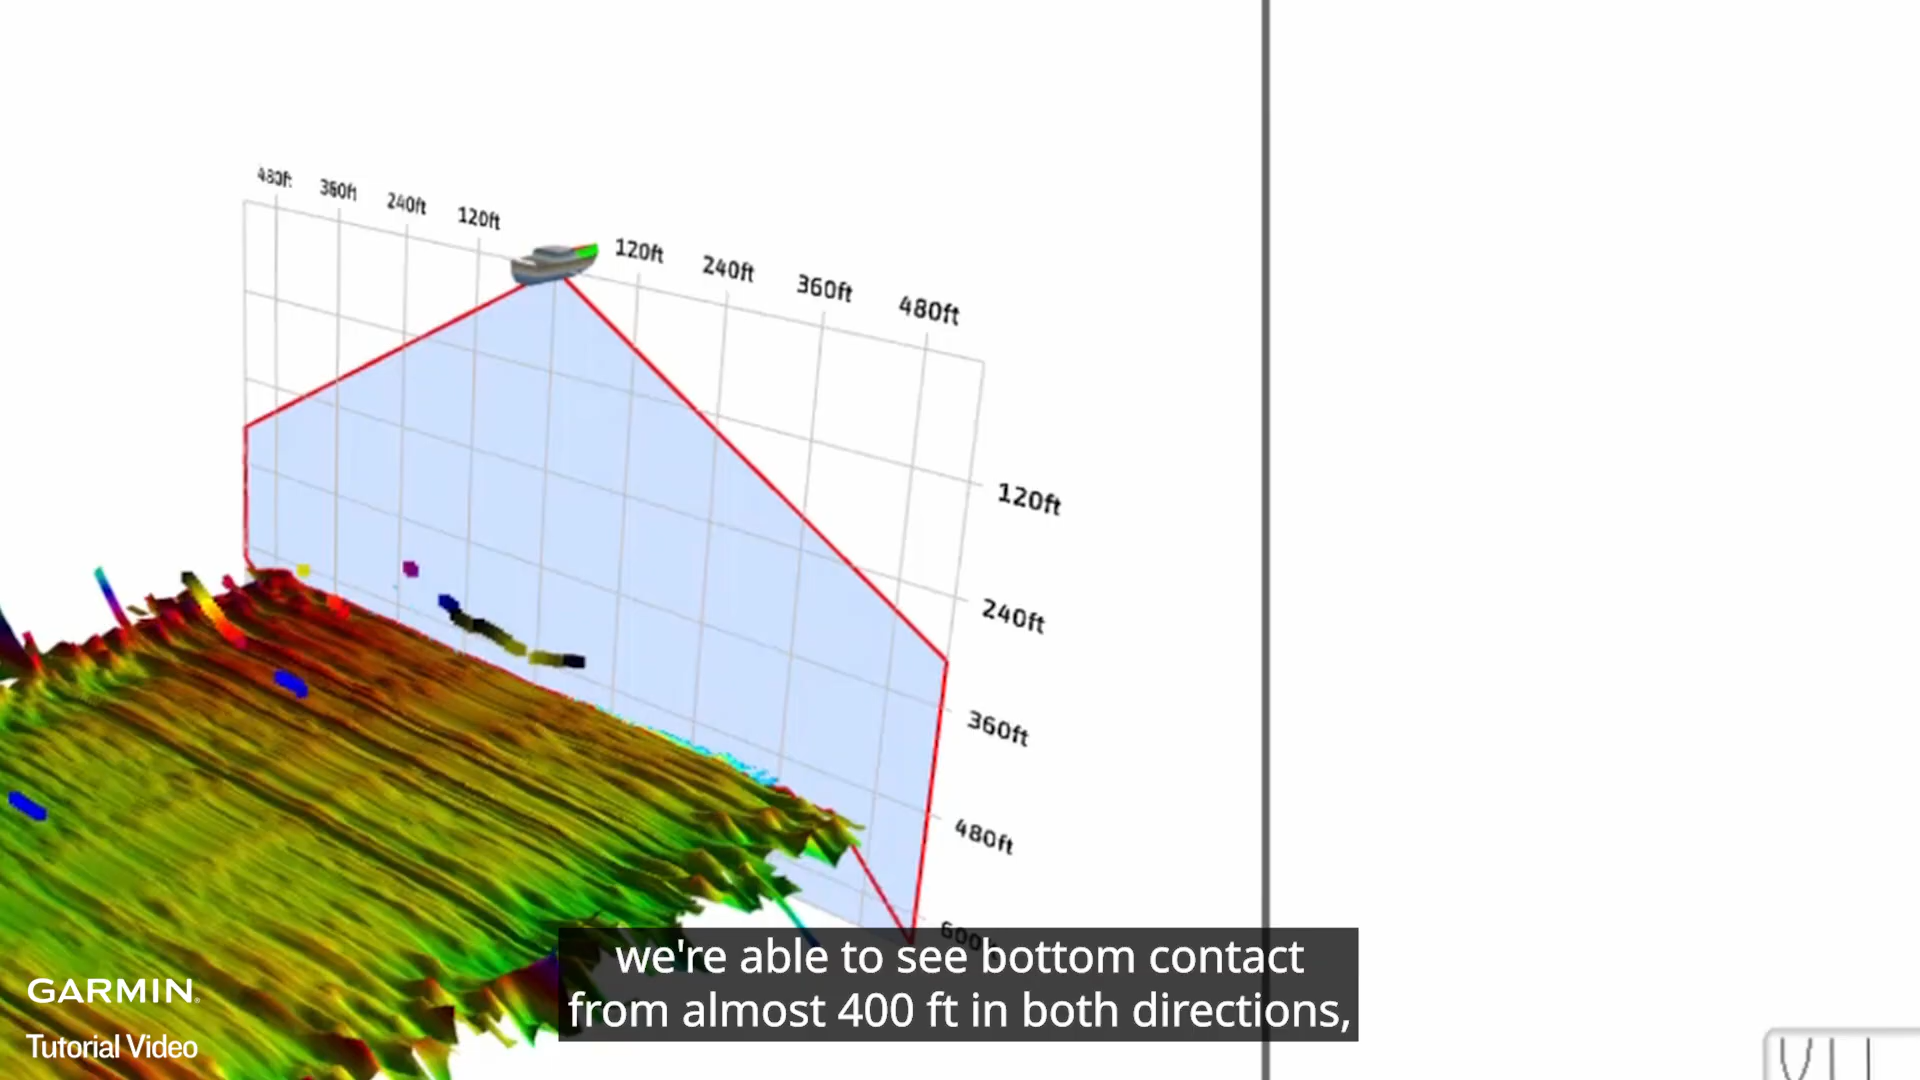 480ft 360ft 240ft 120ft
120ft 240ft 360ft 480ft
120ft
240ft
360ft
480ft
we're able to see bottom contact
from almost 400 ft in both directions,
GARMIN
Tutorial Video